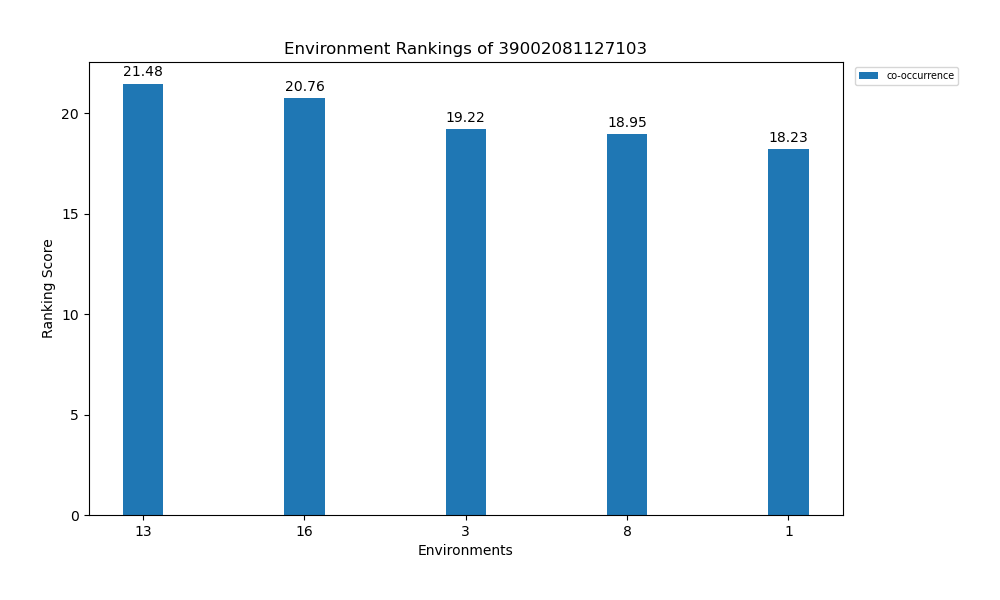 Environment Rankings of 39002081127103
co-occurrence
21.48
20.76
19.22
18.95
18.23
Ranking Score
20
15
10
5
0
13 16 3 8 1
Environments